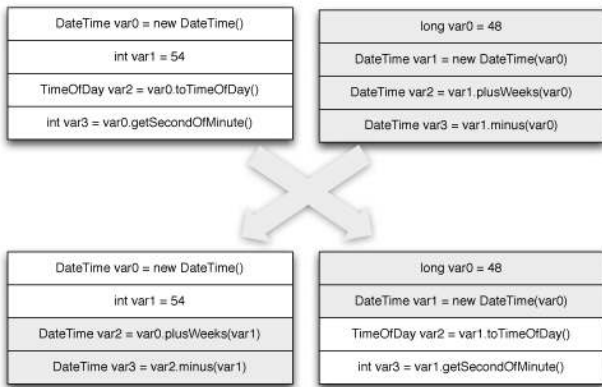 DateTime var0 = new DateTime()
int var1 = 54
TimeOfDay var2 = var0.toTimeOfDay()
int var3 = var0.getSecondOfMinute()
long var0 = 48
DateTime var1 = new DateTime(var0)
DateTime var2 = var1.plusWeeks(var0)
DateTime var3 = var1.minus(var0)
DateTime var0 = new DateTime()
int var1 = 54
DateTime var2 = var0.plusWeeks(var1)
DateTime var3 = var2.minus(var1)
long var0 = 48
DateTime var1 = new DateTime(var0)
TimeOfDay var2 = var1.toTimeOfDay()
int var3 = var1.getSecondOfMinute()